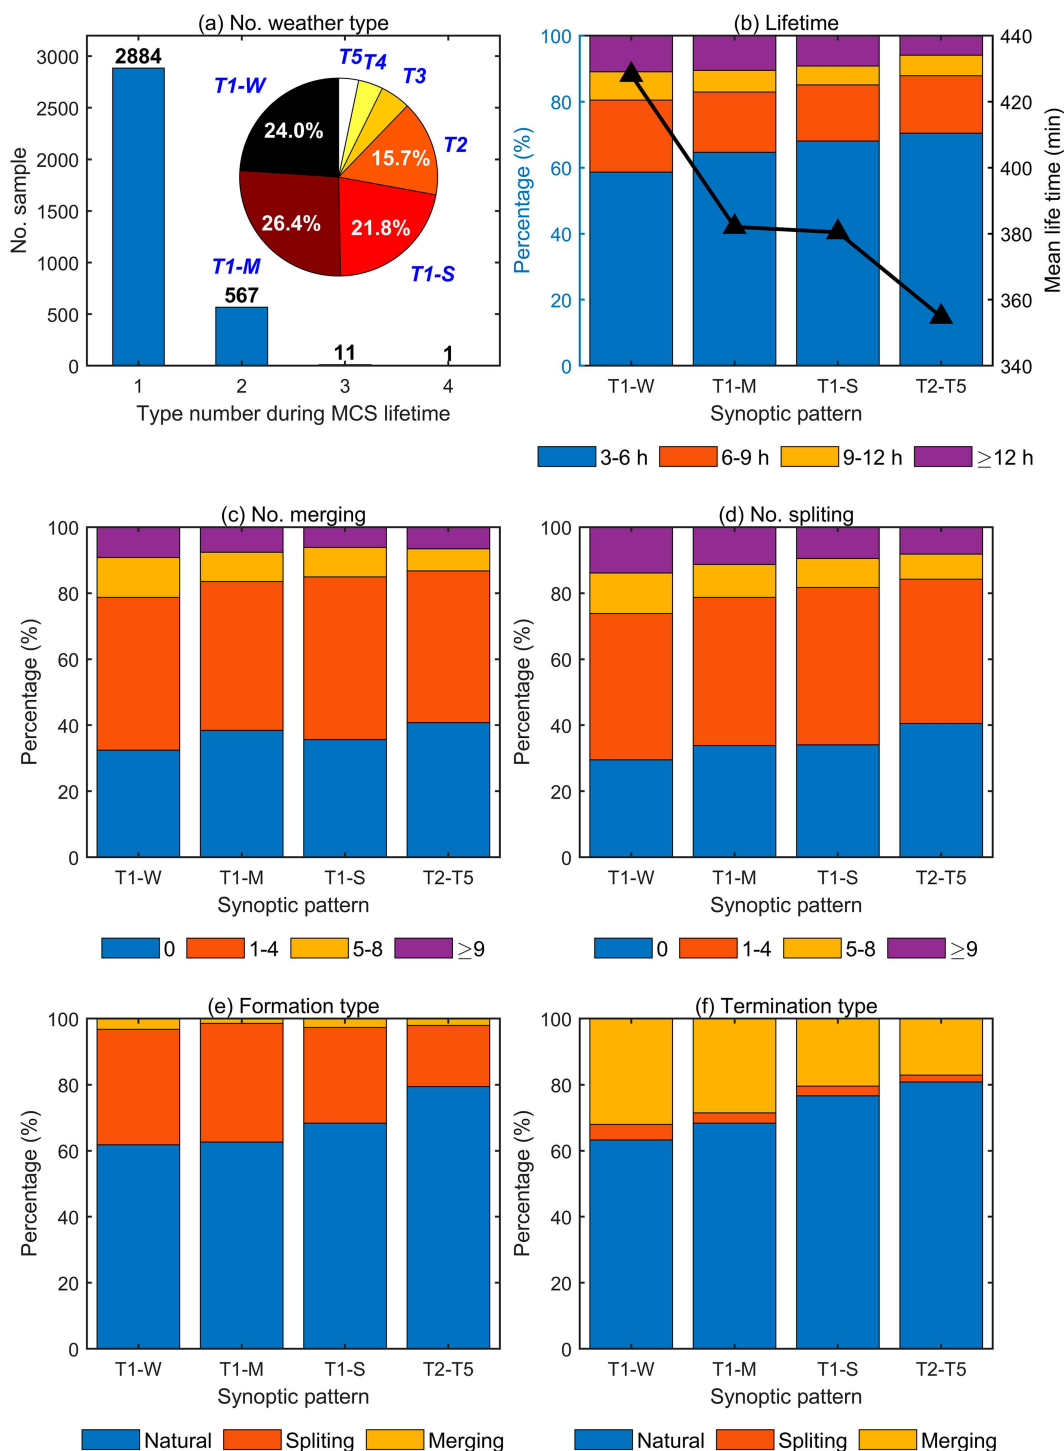 (a) No. weather type
3000
2500
2000
1500
1000
500
0
No. sample
2884
567
11
1
T1-W
T5
T4
T3
T2
T1-S
T1-M
24.0%
15.7%
26.4%
21.8%
1 2 3 4
Type number during MCS lifetime
(b) Lifetime
100
80
60
40
20
0
Percentage (%)
440
420
400
380
360
340
Mean life time (min)
T1-W T1-M T1-S T2-T5
Synoptic pattern
3-6 h 6-9 h 9-12 h ≥12 h
(c) No. merging
100
80
60
40
20
0
Percentage (%)
T1-W T1-M T1-S T2-T5
Synoptic pattern
0 1-4 5-8 ≥9
(d) No. spliting
100
80
60
40
20
0
Percentage (%)
T1-W T1-M T1-S T2-T5
Synoptic pattern
0 1-4 5-8 ≥9
(e) Formation type
100
80
60
40
20
0
Percentage (%)
T1-W T1-M T1-S T2-T5
Synoptic pattern
Natural Spliting Merging
(f) Termination type
100
80
60
40
20
0
Percentage (%)
T1-W T1-M T1-S T2-T5
Synoptic pattern
Natural Spliting Merging